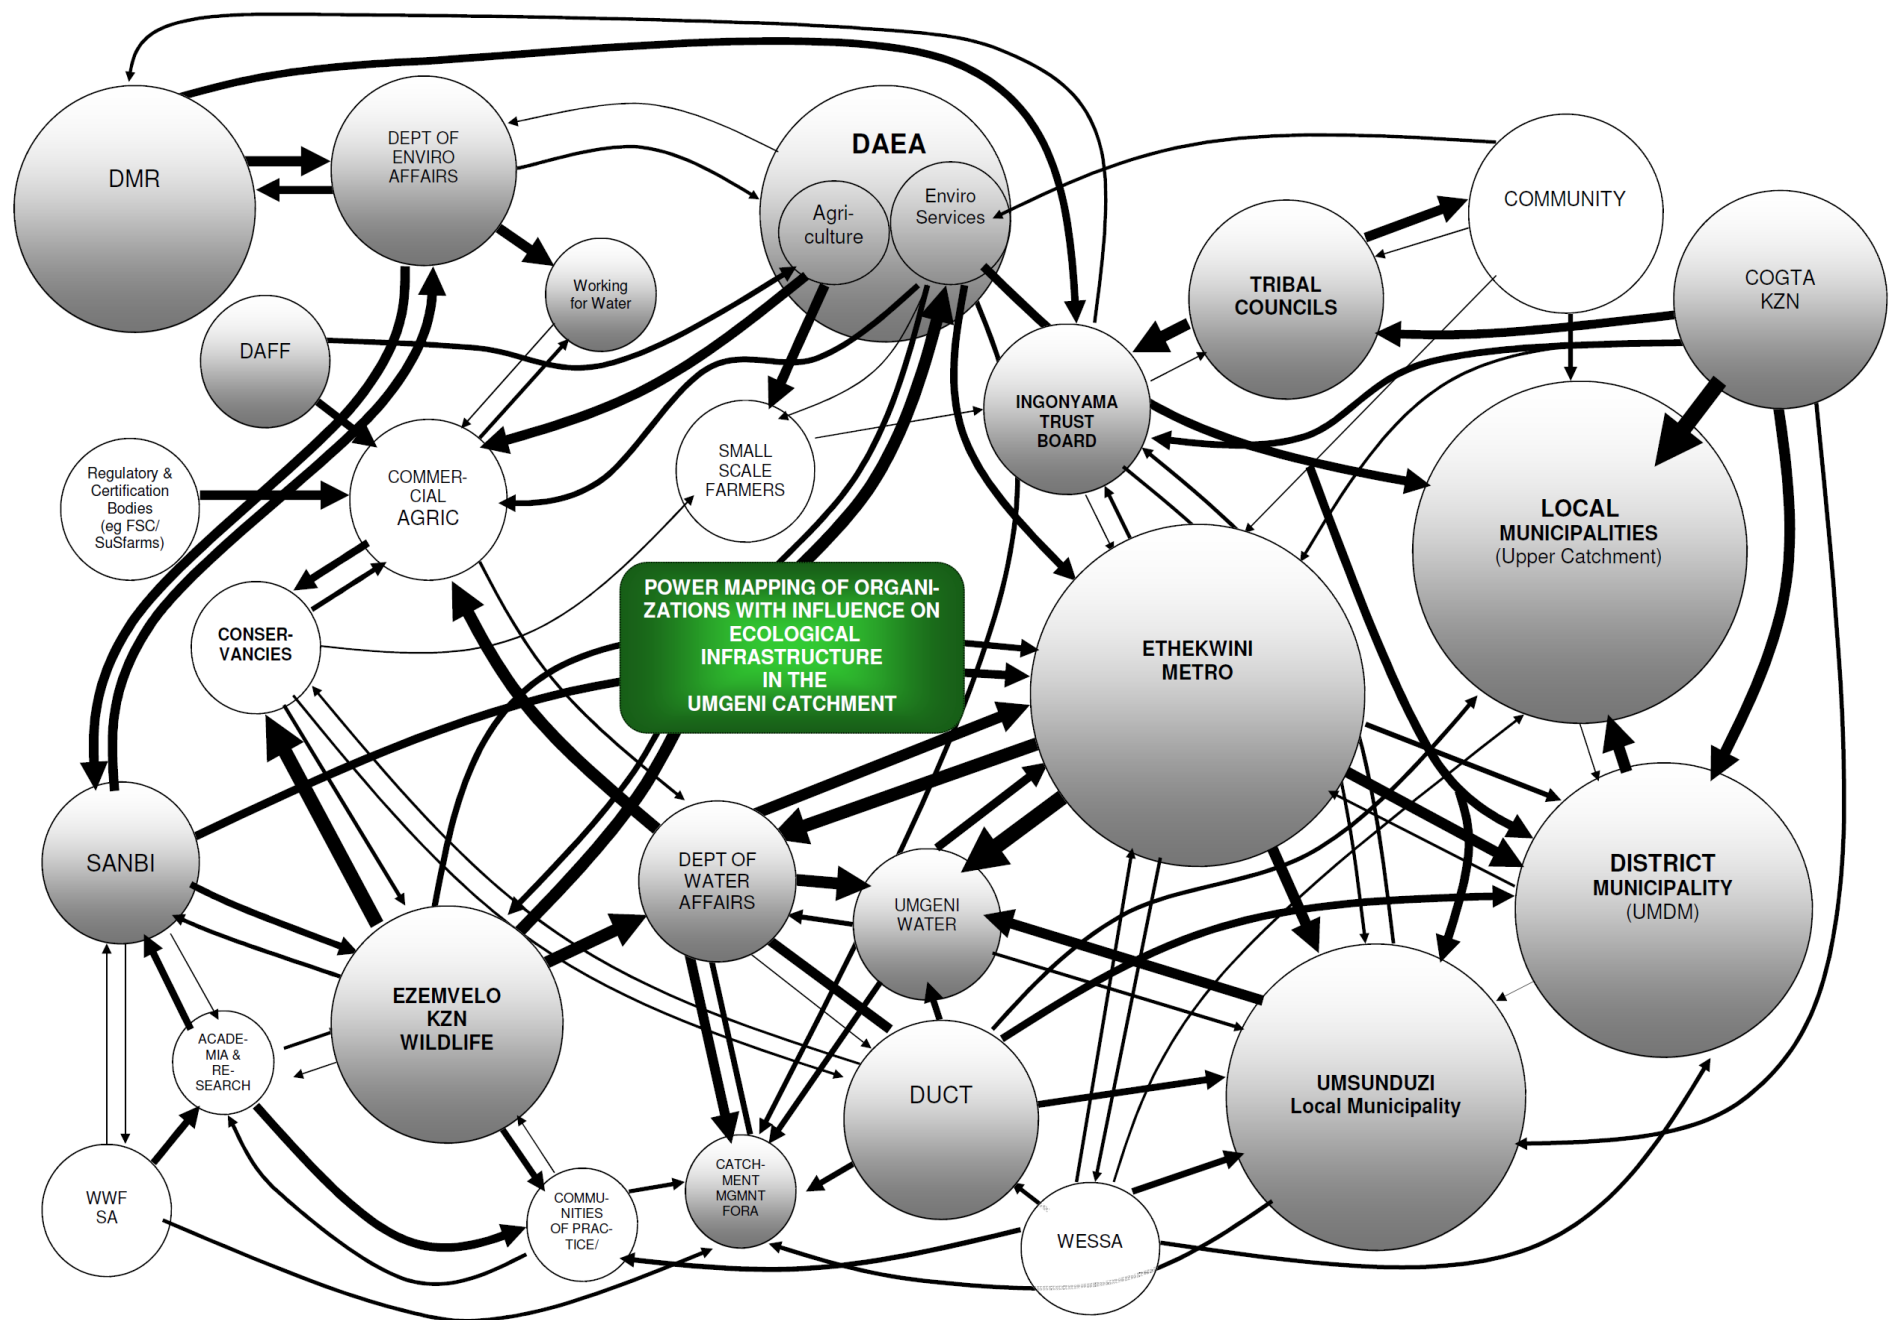 DMR
DEPT OF
ENVIRO
AFFAIRS
DAEA
Agri-
culture
Enviro
Services
COMMUNITY
TRIBAL
COUNCILS
COGTA
KZN
Working
for Water
DAFF
INGONYAMA
TRUST
BOARD
SMALL
SCALE
FARMERS
COMMER-
CIAL
AGRIC
Regulatory &
Certification
Bodies
(eg FSC/
SuSfarms)
LOCAL
MUNICIPALITIES
(Upper Catchment)
POWER MAPPING OF ORGANI-
ZATIONS WITH INFLUENCE ON
ECOLOGICAL
INFRASTRUCTURE
IN THE
UMGENI CATCHMENT
CONSER-
VANCIES
ETHEKWINI
METRO
SANBI
DEPT OF
WATER
AFFAIRS
UMGENI
WATER
DISTRICT
MUNICIPALITY
(UMDM)
EZEMVELO
KZN
WILDLIFE
ACADE-
MIA &
RE-
SEARCH
DUCT
UMSUNDUZI
Local Municipality
WWF
SA
COMMU-
NITIES
OF PRAC-
TICE/
CATCH-
MENT
MGMNT
FORA
WESSA